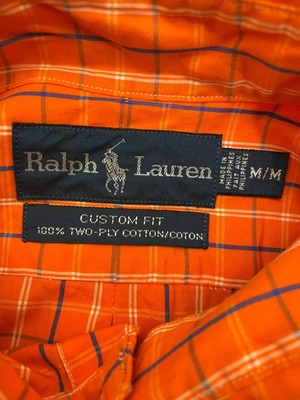 Ralph Lauren
MADE IN
PHILIPPINES
FAIT AUX
PHILIPPINES
M/M
CUSTOM FIT
100% TWO-PLY COTTON/COTON